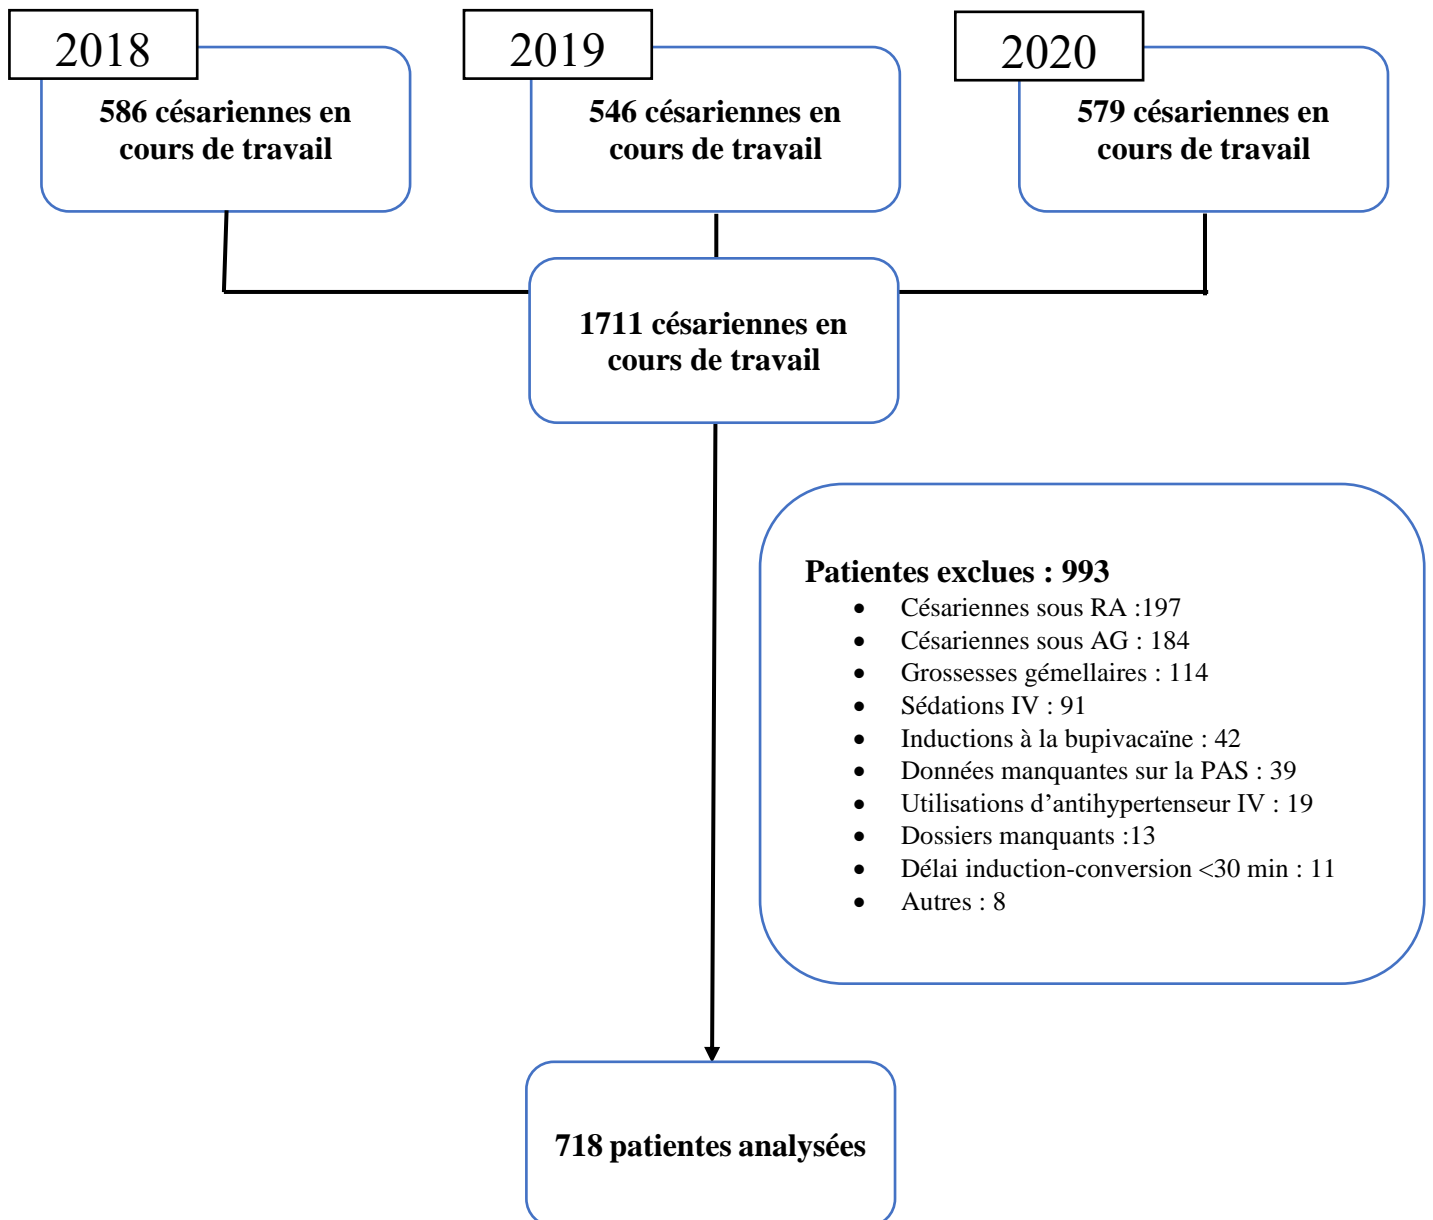 2018
586 césariennes en
cours de travail
2019
546 césariennes en
cours de travail
2020
579 césariennes en
cours de travail
1711 césariennes en
cours de travail
Patientes exclues : 993
• Césariennes sous RA :197
• Césariennes sous AG : 184
• Grossesses gémellaires : 114
• Sédations IV : 91
• Inductions à la bupivacaïne : 42
• Données manquantes sur la PAS : 39
• Utilisations d’antihypertenseur IV : 19
• Dossiers manquants :13
• Délai induction-conversion <30 min : 11
• Autres : 8
718 patientes analysées